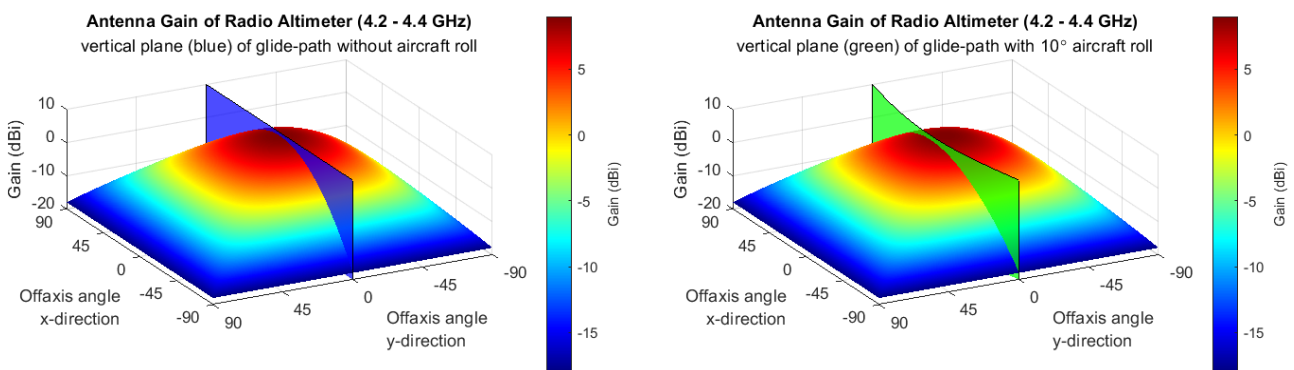 Antenna Gain of Radio Altimeter (4.2 - 4.4 GHz)
vertical plane (blue) of glide-path without aircraft roll
10
0
-10
-20
Gain (dBi)
90
45
0
-45
-90
Offaxis angle
x-direction
90
45
0
-45
-90
Offaxis angle
y-direction
5
0
-5
-10
-15
Gain (dBi)
Antenna Gain of Radio Altimeter (4.2 - 4.4 GHz)
vertical plane (green) of glide-path with 10° aircraft roll
10
0
-10
-20
Gain (dBi)
90
45
0
-45
-90
Offaxis angle
x-direction
90
45
0
-45
-90
Offaxis angle
y-direction
5
0
-5
-10
-15
Gain (dBi)